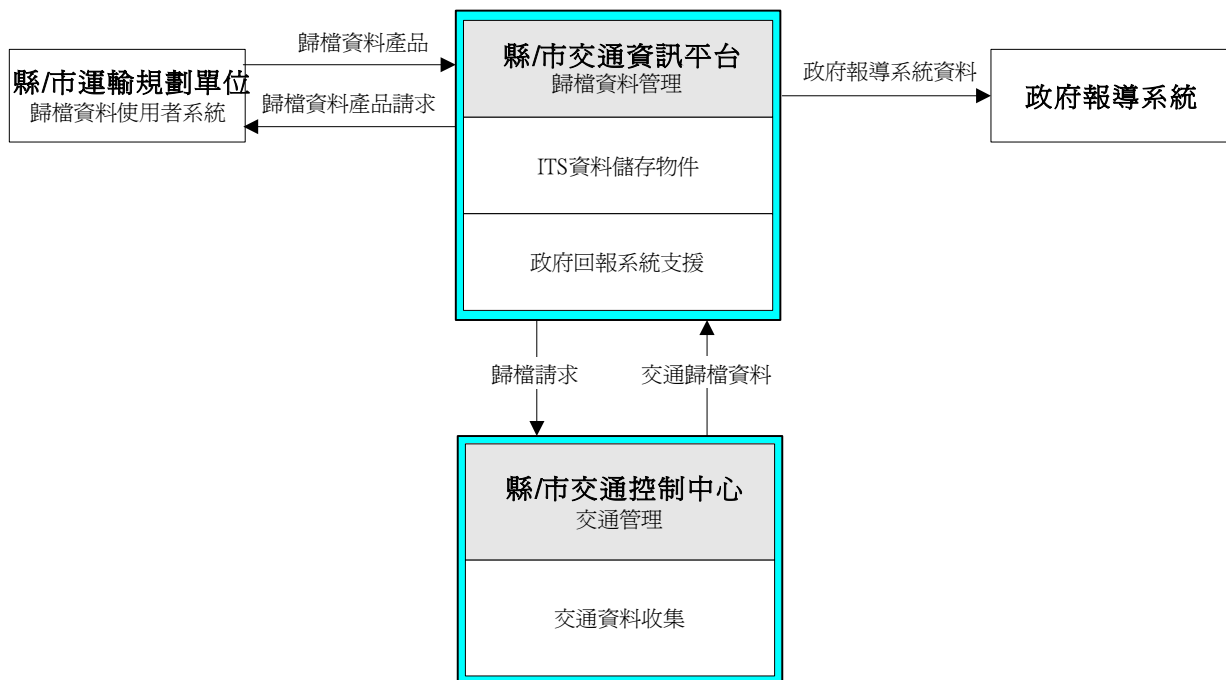 歸檔資料產品
縣/市運輸規劃單位
歸檔資料使用者系統
歸檔資料產品請求
縣/市交通資訊平台
歸檔資料管理
ITS資料儲存物件
政府回報系統支援
政府報導系統資料
政府報導系統
歸檔請求
交通歸檔資料
縣/市交通控制中心
交通管理
交通資料收集